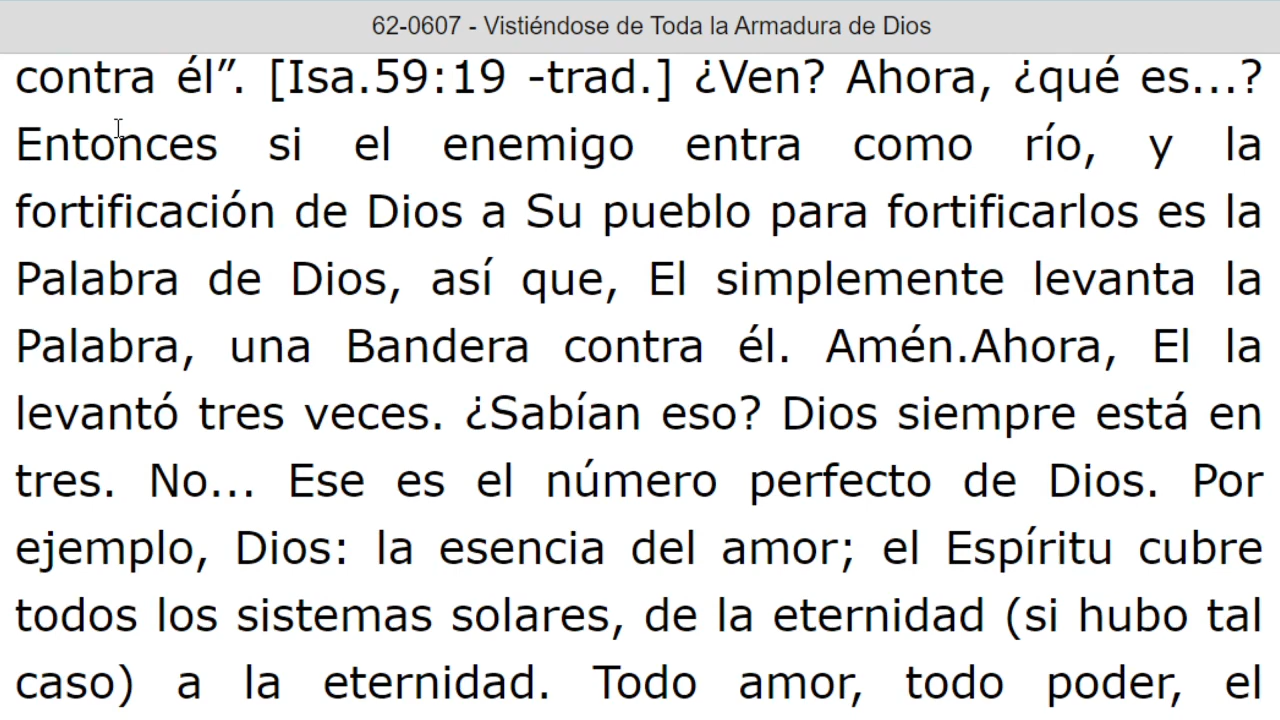 62-0607 - Vistiéndose de Toda la Armadura de Dios
contra él”. [Isa.59:19 -trad.] ¿Ven? Ahora, ¿qué es...?
Entonces si el enemigo entra como río, y la
fortificación de Dios a Su pueblo para fortificarlos es la
Palabra de Dios, así que, El simplemente levanta la
Palabra, una Bandera contra él. Amén.Ahora, El la
levantó tres veces. ¿Sabían eso? Dios siempre está en
tres. No... Ese es el número perfecto de Dios. Por
ejemplo, Dios: la esencia del amor; el Espíritu cubre
todos los sistemas solares, de la eternidad (si hubo tal
caso) a la eternidad. Todo amor, todo poder, el